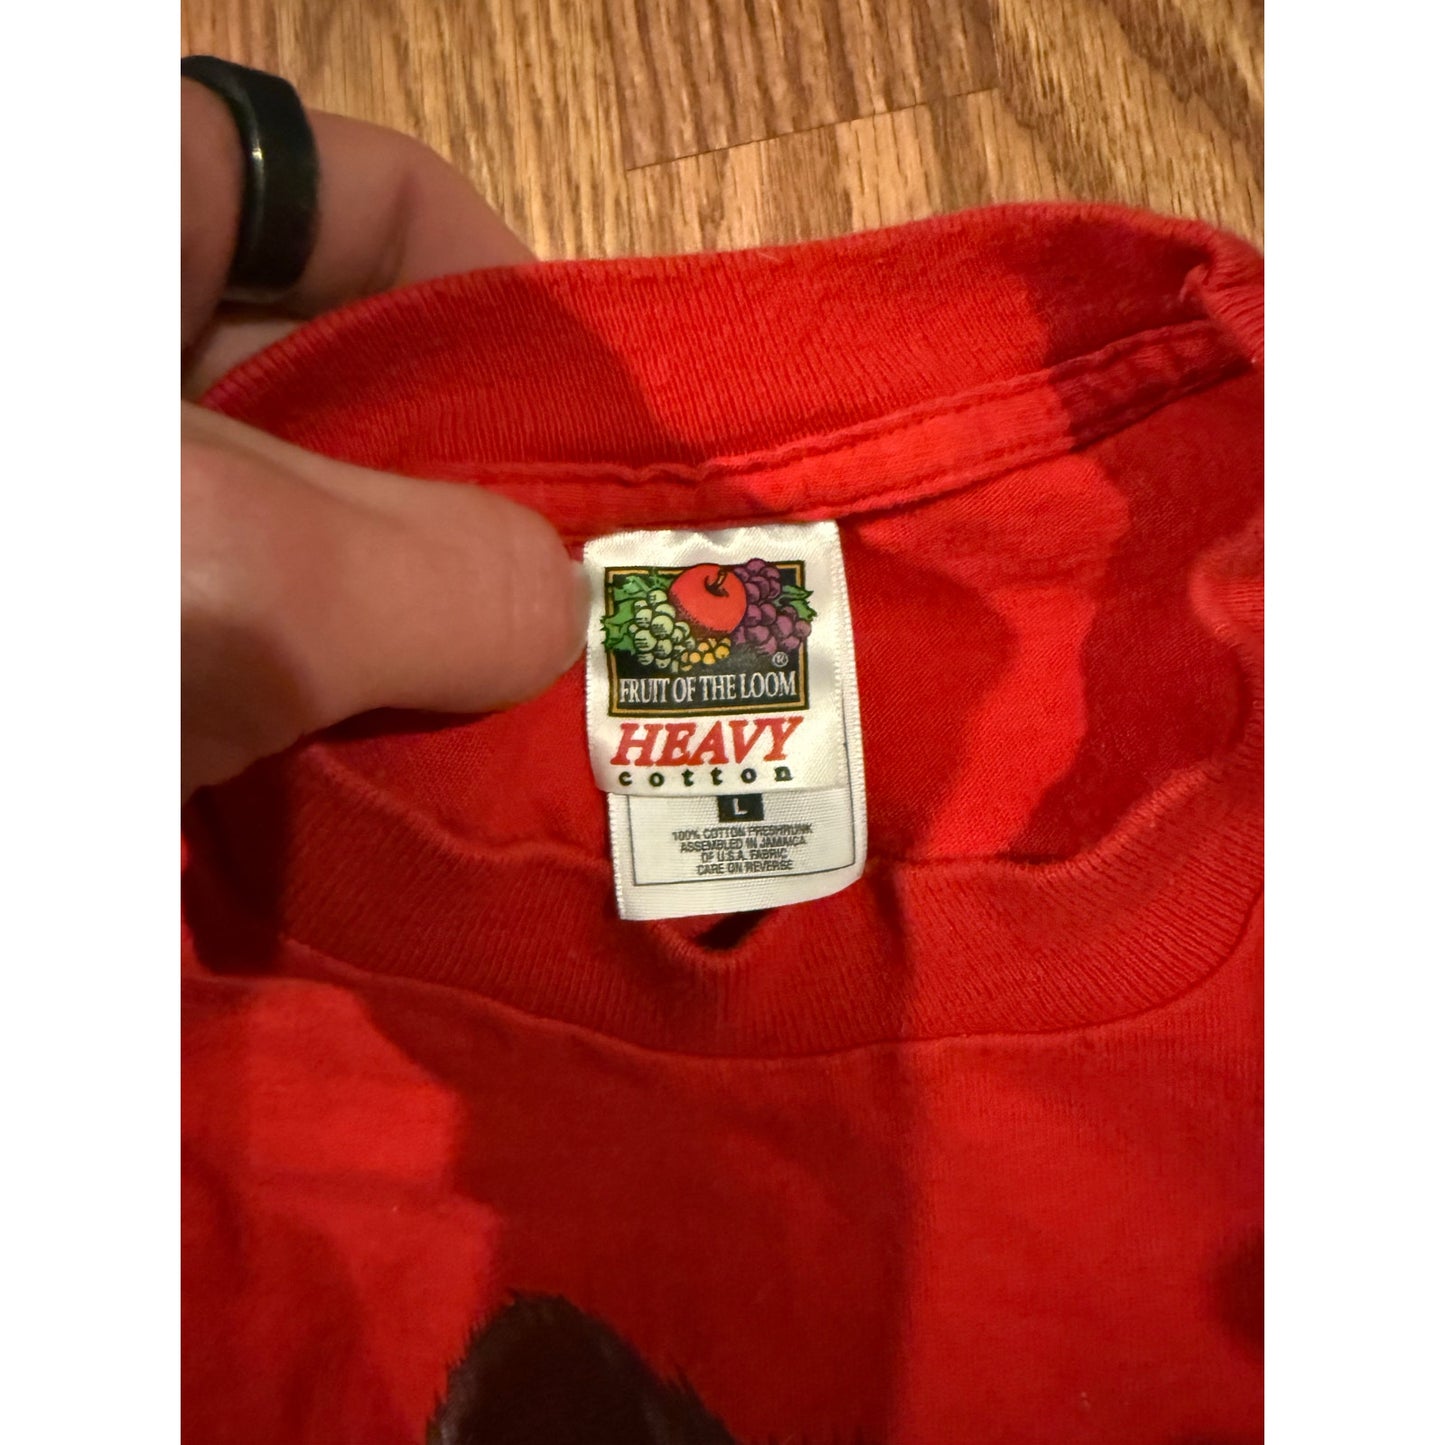 ®
FRUIT OF THE LOOM
HEAVY
cotton
L
100% COTTON PRESHRUNK
ASSEMBLED IN JAMAICA
OF U.S.A. FABRIC
CARE ON REVERSE